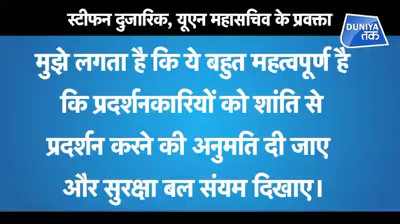 स्टीफन दुजारिक, यूएन महासचिव के प्रवक्ता
DUNIYA
तक
मुझे लगता है कि ये बहुत महत्वपूर्ण है
कि प्रदर्शनकारियों को शांति से
प्रदर्शन करने की अनुमति दी जाए
और सुरक्षा बल संयम दिखाए।